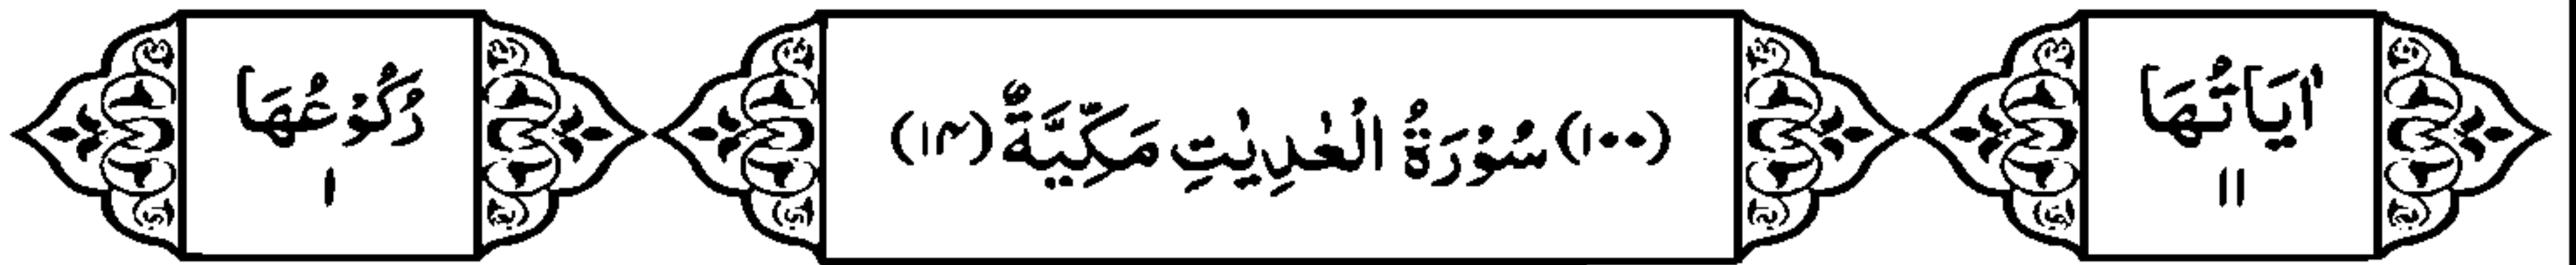 اٰيَاتُهَا
١١
(١٠٠) سُوْرَةُ الْعٰدِيٰتِ مَكِّيَّةٌ (١٤)
رُكُوْعُهَا
١